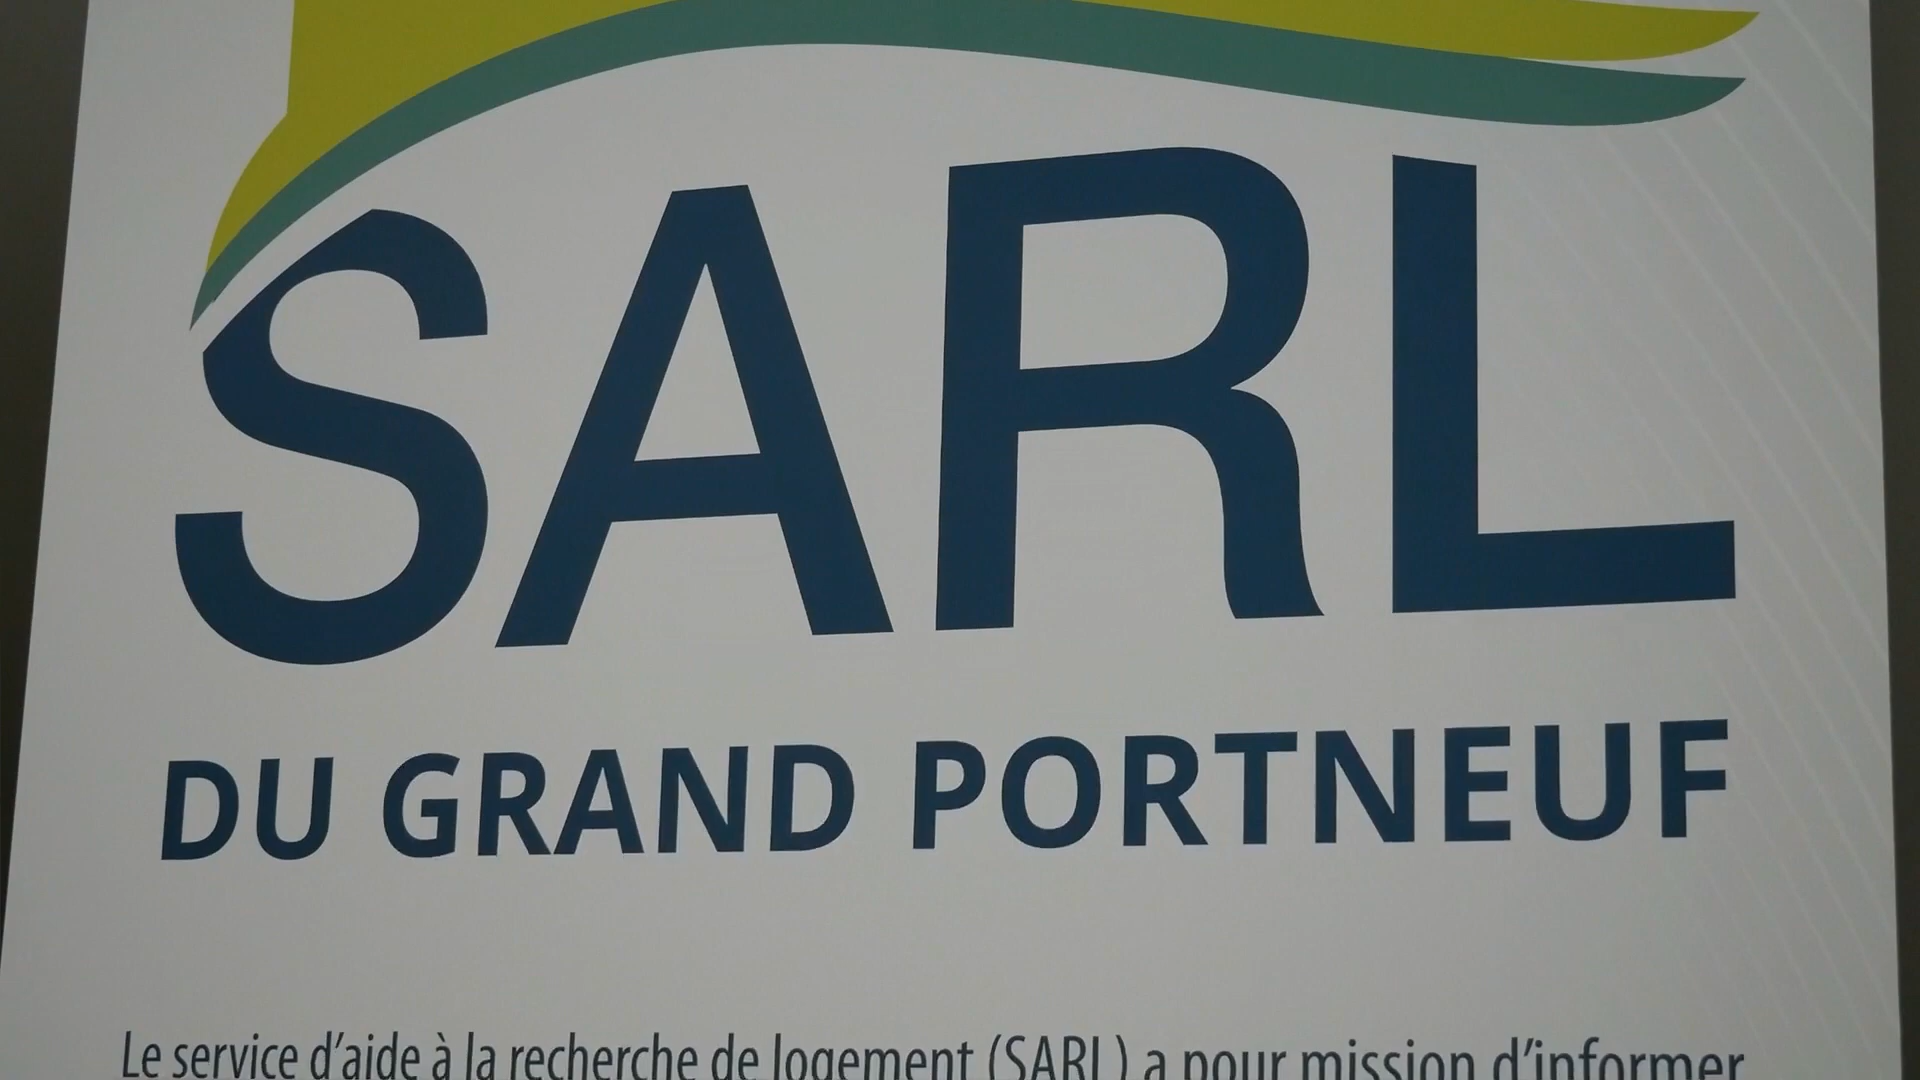 SARL
DU GRAND PORTNEUF
Le service d'aide à la recherche de logement (SARL) a pour mission d'informer